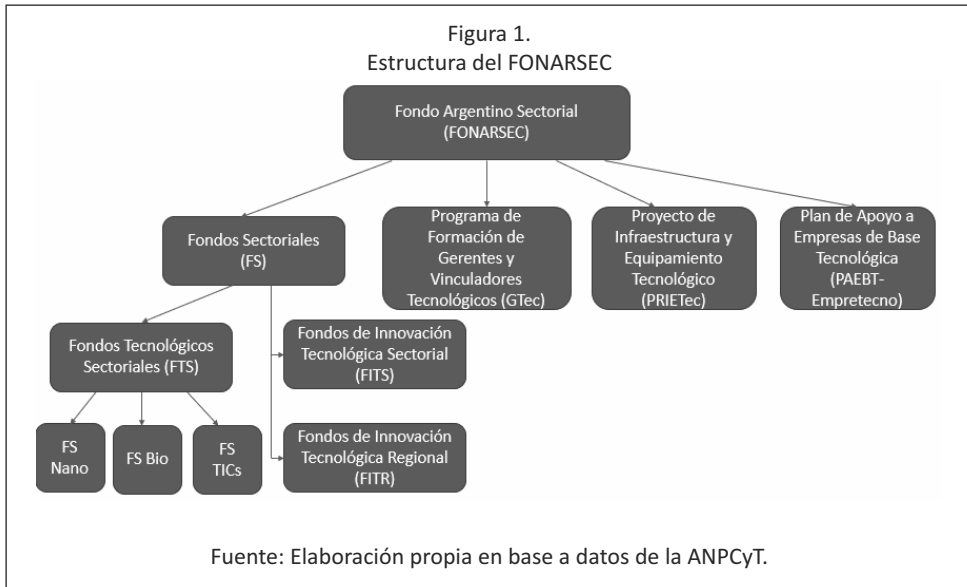 Figura 1.
Estructura del FONARSEC
Fondo Argentino Sectorial
(FONARSEC)
Fondos Sectoriales
(FS)
Programa de
Formación de
Gerentes y
Vinculadores
Tecnológicos (GTec)
Proyecto de
Infraestructura y
Equipamiento
Tecnológico
(PRIETec)
Plan de Apoyo a
Empresas de Base
Tecnológica
(PAEBT-
Empretecno)
Fondos Tecnológicos
Sectoriales (FTS)
Fondos de Innovación
Tecnológica Sectorial
(FITS)
FS
Nano
FS Bio
FS
TICs
Fondos de Innovación
Tecnológica Regional
(FITR)
Fuente: Elaboración propia en base a datos de la ANPCyT.